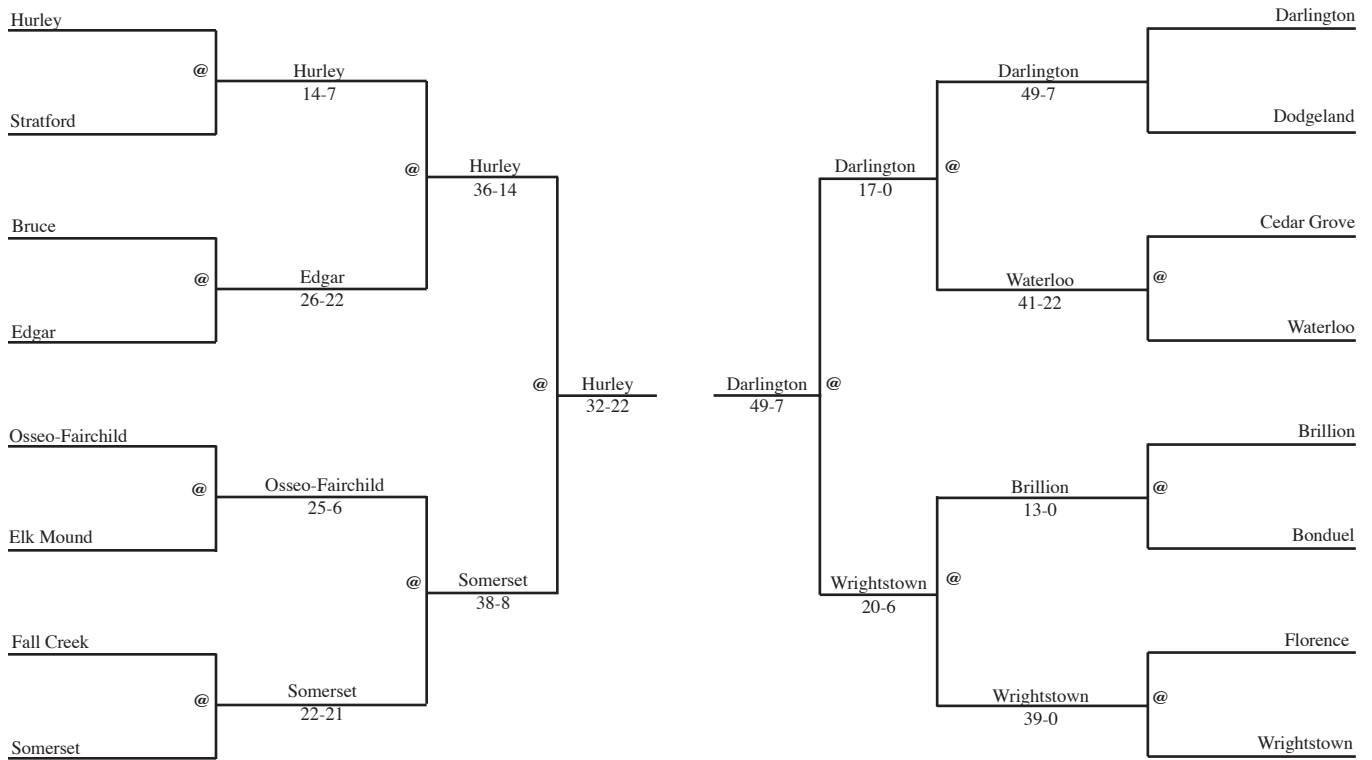 Hurley
@
Hurley
14-7
Stratford
@
Hurley
36-14
Bruce
@
Edgar
26-22
Edgar
@
Hurley
32-22
Osseo-Fairchild
@
Osseo-Fairchild
25-6
Elk Mound
@
Somerset
38-8
Fall Creek
@
Somerset
22-21
Somerset
Darlington
Darlington
49-7
Dodgeland
Darlington
17-0
@
Cedar Grove
Waterloo
41-22
@
Waterloo
Darlington
49-7
@
Brillion
Brillion
13-0
@
Bonduel
Wrightstown
20-6
@
Florence
Wrightstown
39-0
@
Wrightstown